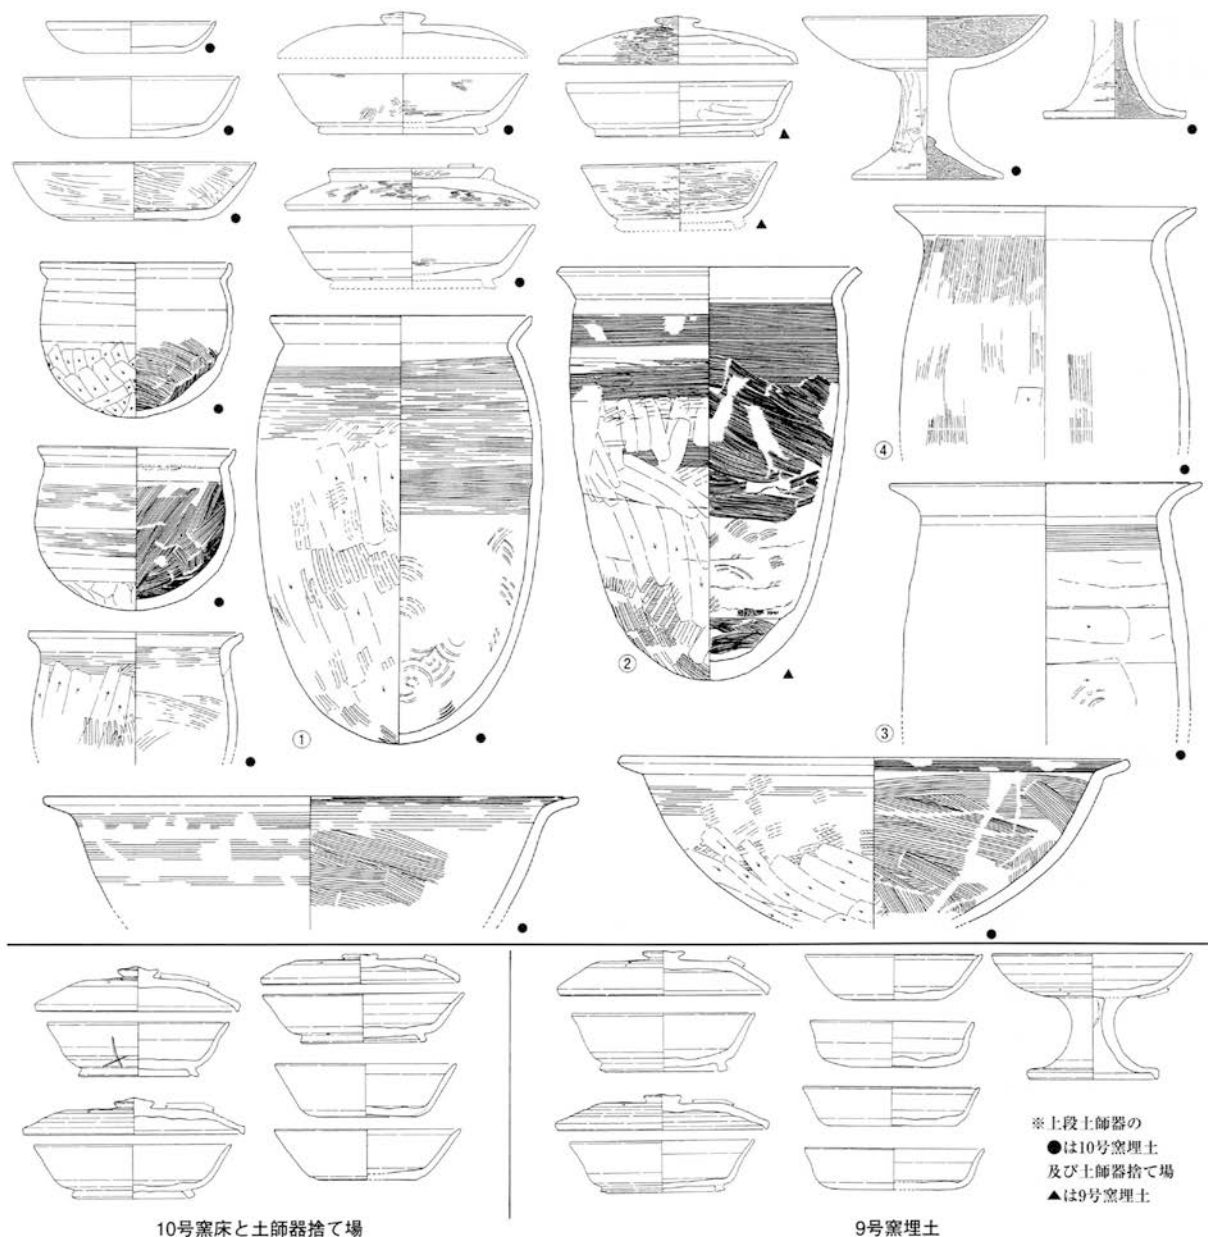 ①
②
④
③
※上段土師器の
●は10号窯埋土
及び土師器捨て場
▲は9号窯埋土
10号窯床と土師器捨て場
9号窯埋土